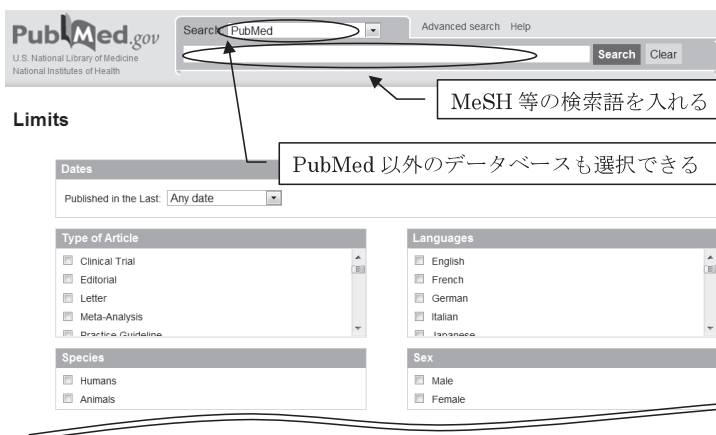 PubMed.gov
U.S. National Library of Medicine
National Institutes of Health
Search: PubMed
Advanced search Help
Search Clear
MeSH 等の検索語を入れる
Limits
PubMed 以外のデータベースも選択できる
Dates
Published in the Last: Any date
Type of Article
Clinical Trial
Editorial
Letter
Meta-Analysis
Practice Guideline
Languages
English
French
German
Italian
Japanese
Species
Humans
Animals
Sex
Male
Female